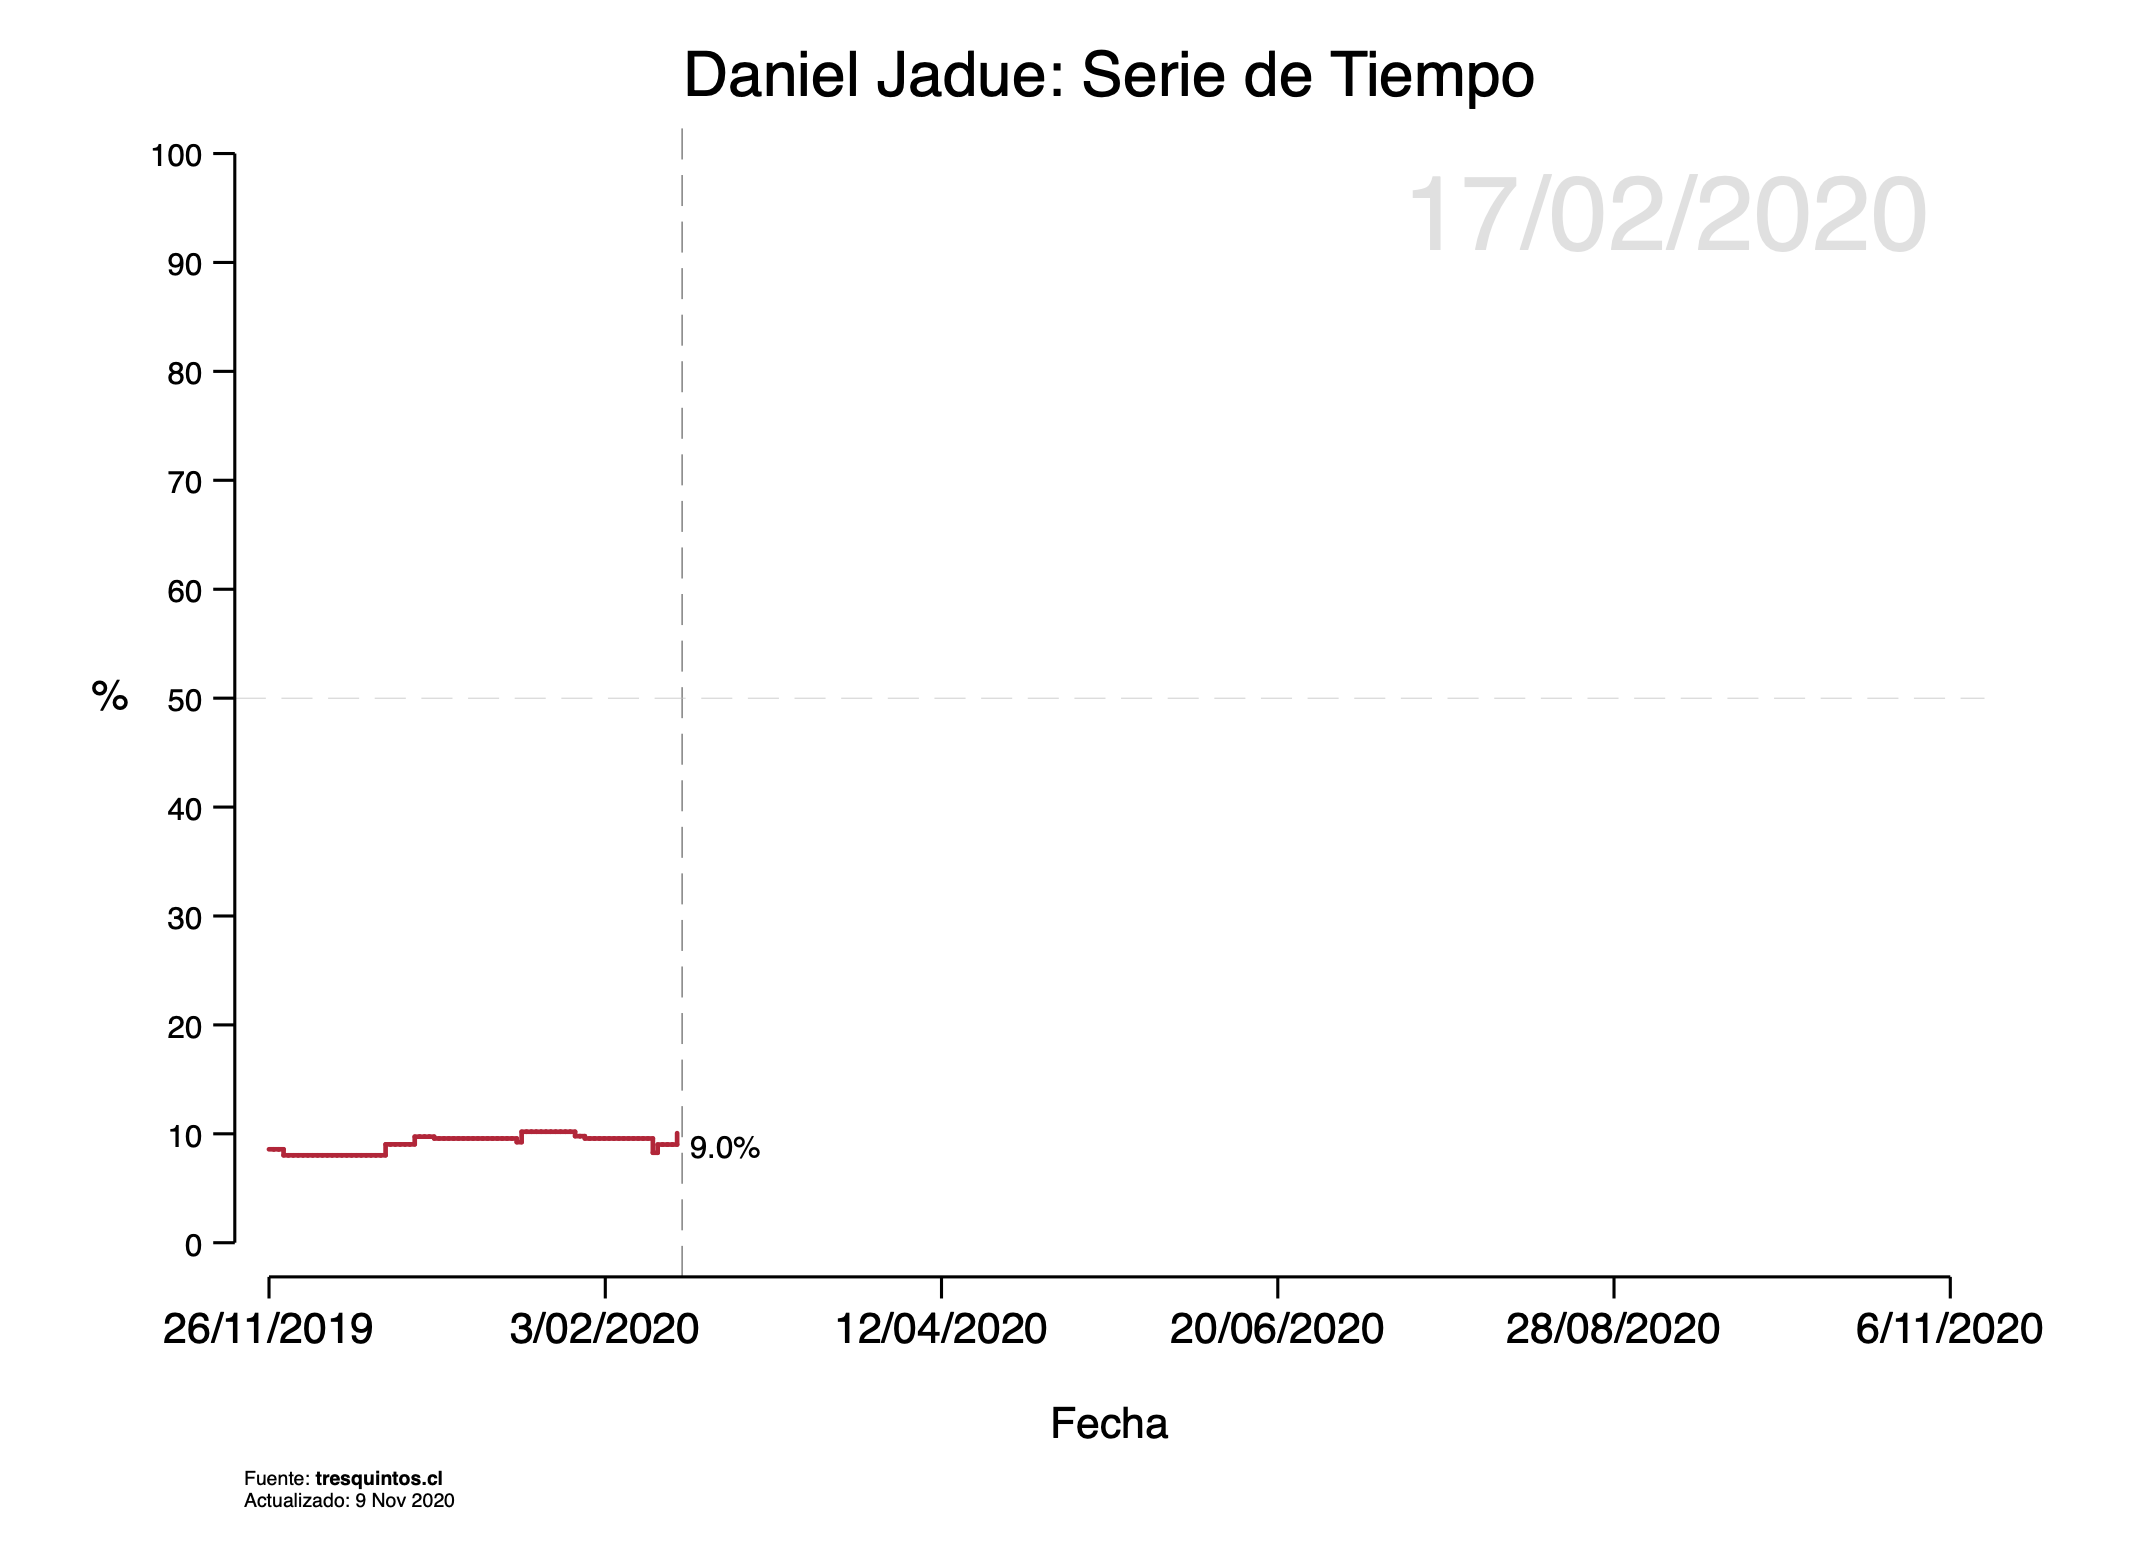 Daniel Jadue: Serie de Tiempo
17/02/2020
100
90
80
70
60
50
40
30
20
10
0
%
9.0%
26/11/2019 3/02/2020 12/04/2020 20/06/2020 28/08/2020 6/11/2020
Fecha
Fuente: tresquintos.cl
Actualizado: 9 Nov 2020